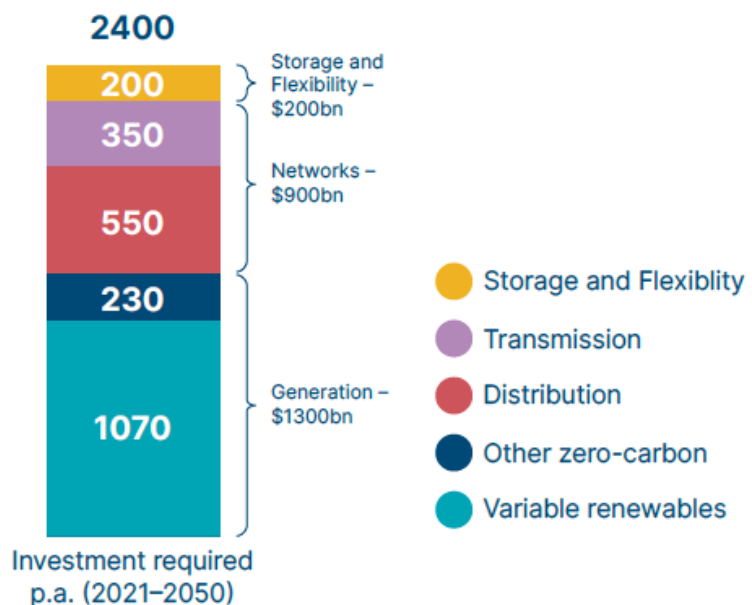 2400
200
350
550
230
1070
Storage and
Flexibility –
$200bn
Networks –
$900bn
Generation –
$1300bn
Storage and Flexiblity
Transmission
Distribution
Other zero-carbon
Variable renewables
Investment required
p.a. (2021–2050)